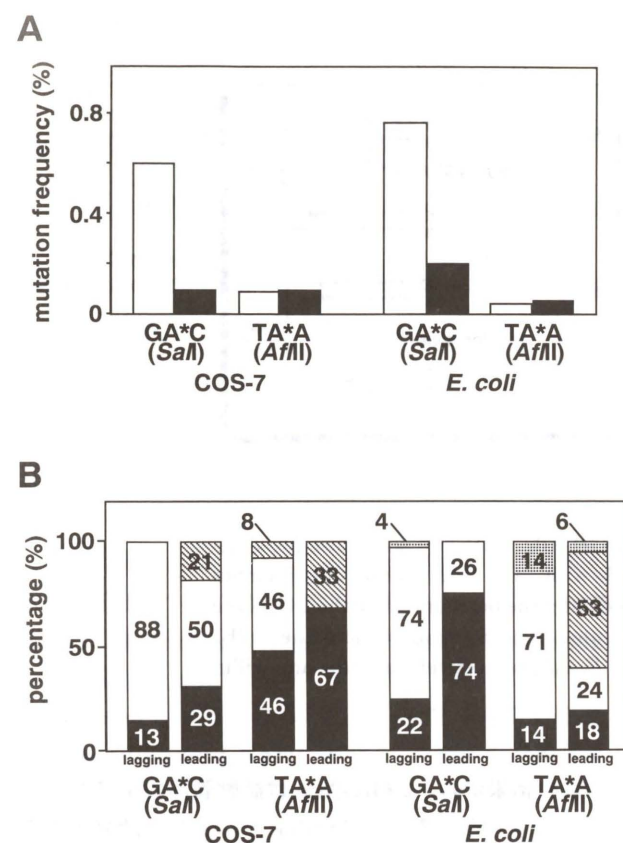 A
mutation frequency (%)
0.8
0.4
0
GA*C
(SalI)
TA*A
(AflII)
GA*C
(SalI)
TA*A
(AflII)
COS-7
E. coli
B
percentage (%)
100
50
0
8
4
6
88
13
21
50
29
46
46
33
67
74
22
26
74
14
71
14
53
24
18
lagging
leading
lagging
leading
lagging
leading
lagging
leading
GA*C
(SalI)
TA*A
(AflII)
GA*C
(SalI)
TA*A
(AflII)
COS-7
E. coli